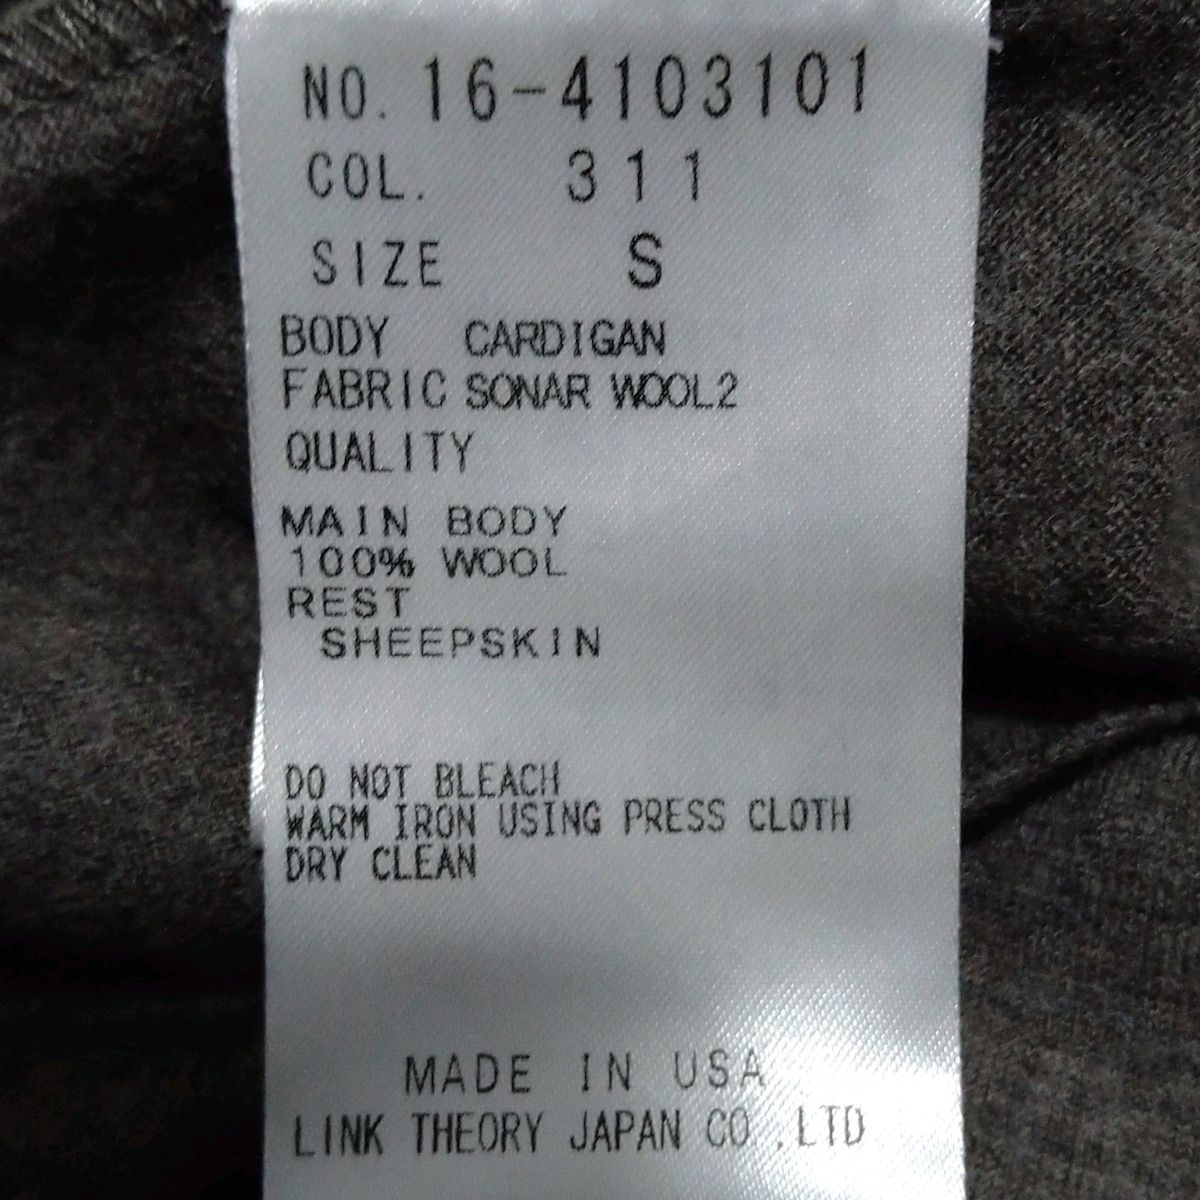 NO. 16-4103101
COL. 311
SIZE S
BODY CARDIGAN
FABRIC SONAR WOOL2
QUALITY
MAIN BODY
100% WOOL
REST
SHEEPSKIN
DO NOT BLEACH
WARM IRON USING PRESS CLOTH
DRY CLEAN
MADE IN USA
LINK THEORY JAPAN CO.,LTD